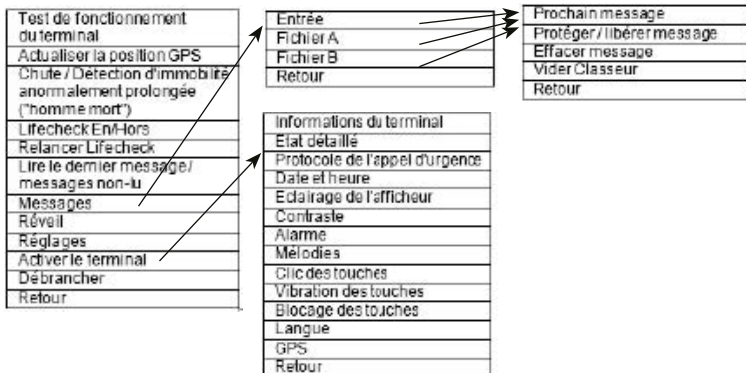 Test de fonctionnement
du terminal
Actualiser la position GPS
Chute / Détection d'immobilité
anormalement prolongée
("homme mort")
Lifecheck En/Hors
Relancer Lifecheck
Lire le dernier message /
messages non-lu
Messages
Réveil
Réglages
Activer le terminal
Débrancher
Retour
Entrée
Fichier A
Fichier B
Retour
Prochain message
Protéger / libérer message
Effacer message
Vider Classeur
Retour
Informations du terminal
Etat détaillé
Protocole de l'appel d'urgence
Date et heure
Eclairage de l'afficheur
Contraste
Alarme
Mélodies
Clic des touches
Vibration des touches
Blocage des touches
Langue
GPS
Retour